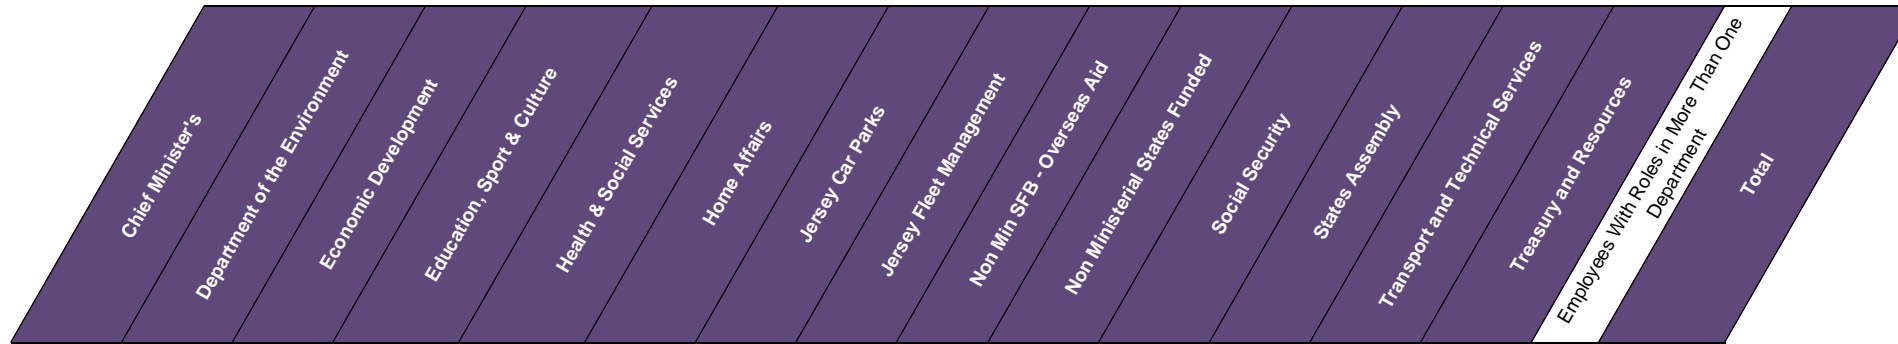 Chief Minister's
Department of the Environment
Economic Development
Education, Sport & Culture
Health & Social Services
Home Affairs
Jersey Car Parks
Jersey Fleet Management
Non Min SFB - Overseas Aid
Non Ministerial States Funded
Social Security
States Assembly
Transport and Technical Services
Treasury and Resources
Employees With Roles in More Than One
Department
Total